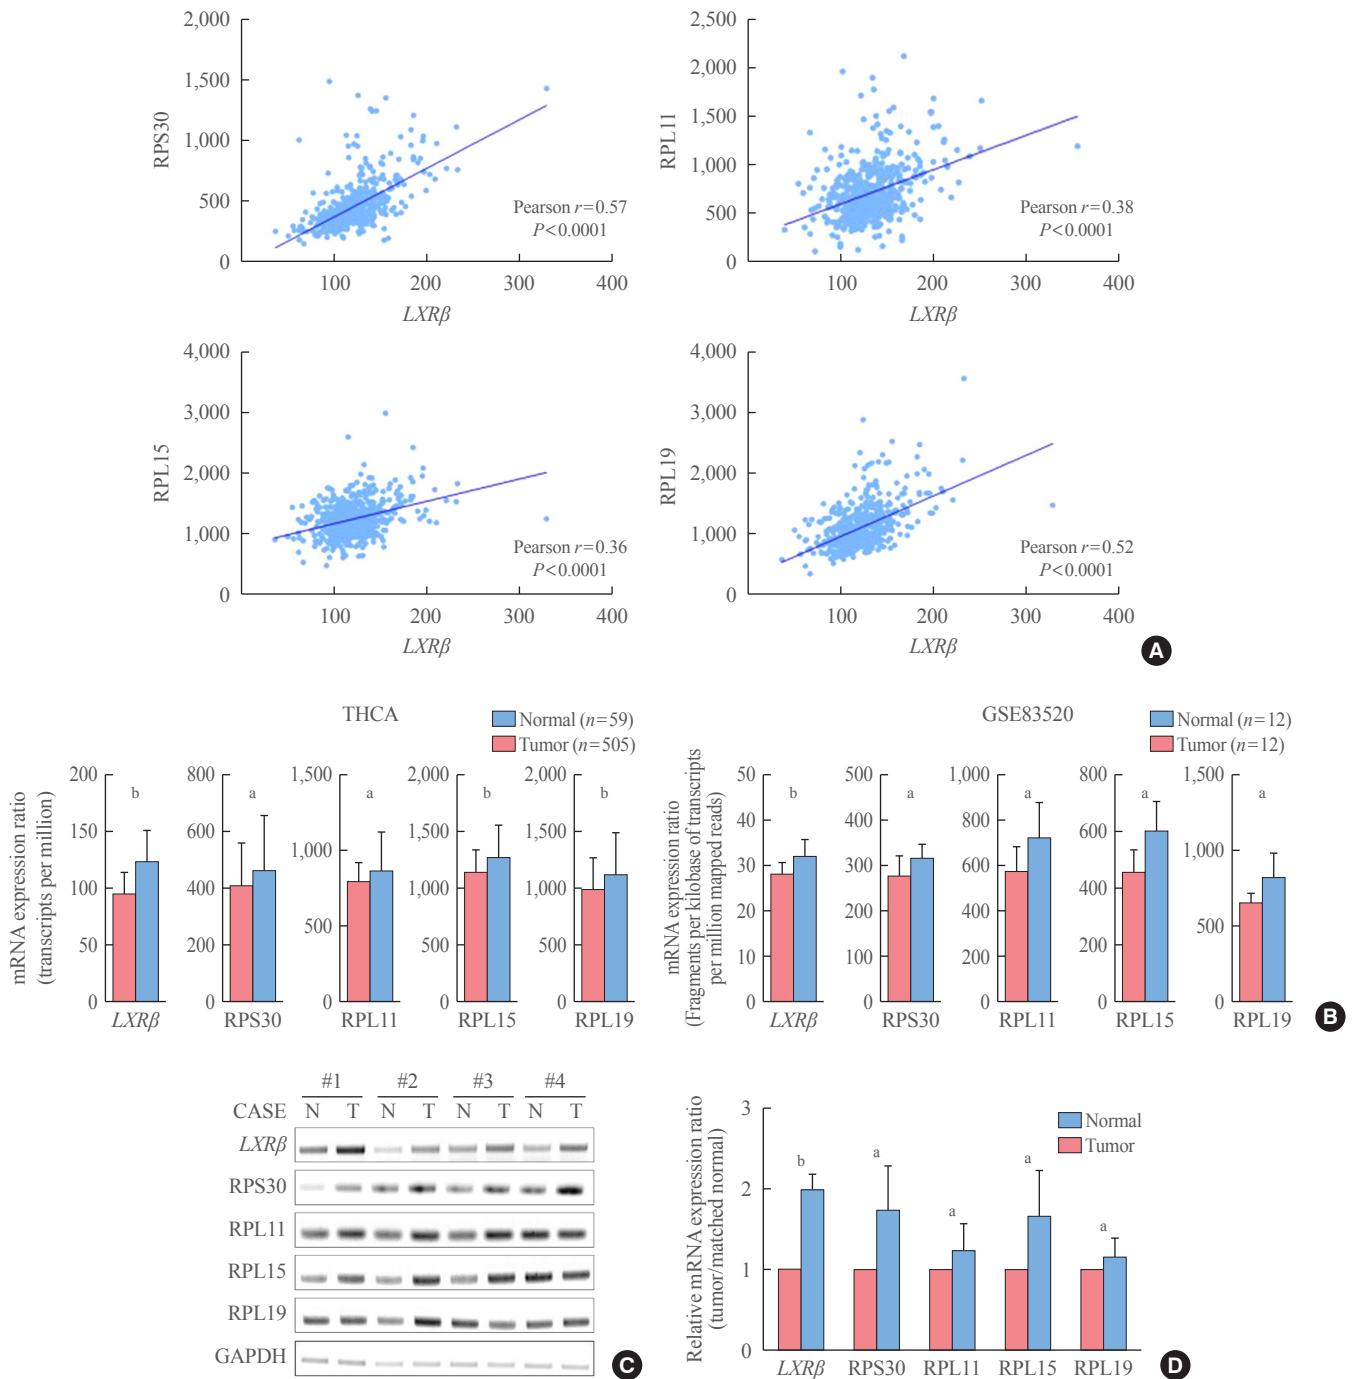 2,000
1,500
1,000
500
0
RPS30
100 200 300 400
LXRβ
Pearson r=0.57
P<0.0001
2,500
2,000
1,500
1,000
500
0
RPL11
100 200 300 400
LXRβ
Pearson r=0.38
P<0.0001
4,000
3,000
2,000
1,000
0
RPL15
100 200 300 400
LXRβ
Pearson r=0.36
P<0.0001
4,000
3,000
2,000
1,000
0
RPL19
100 200 300 400
LXRβ
Pearson r=0.52
P<0.0001
A
THCA
Normal (n=59)
Tumor (n=505)
mRNA expression ratio
(transcripts per million)
200
150
100
50
0
b
LXRβ
800
600
400
200
0
a
RPS30
1,500
1,000
500
0
a
RPL11
2,000
1,500
1,000
500
0
b
RPL15
2,000
1,500
1,000
500
0
b
RPL19
GSE83520
Normal (n=12)
Tumor (n=12)
mRNA expression ratio
(Fragments per kilobase of transcripts
per million mapped reads)
50
40
30
20
10
0
b
LXRβ
500
400
300
200
100
0
a
RPS30
1,000
800
600
400
200
0
a
RPL11
800
600
400
200
0
a
RPL15
1,500
1,000
500
0
a
RPL19
B
#1 #2 #3 #4
CASE N T N T N T N T
LXRβ
RPS30
RPL11
RPL15
RPL19
GAPDH
C
Relative mRNA expression ratio
(tumor/matched normal)
3
2
1
0
Normal
Tumor
b a a a a
LXRβ RPS30 RPL11 RPL15 RPL19
D